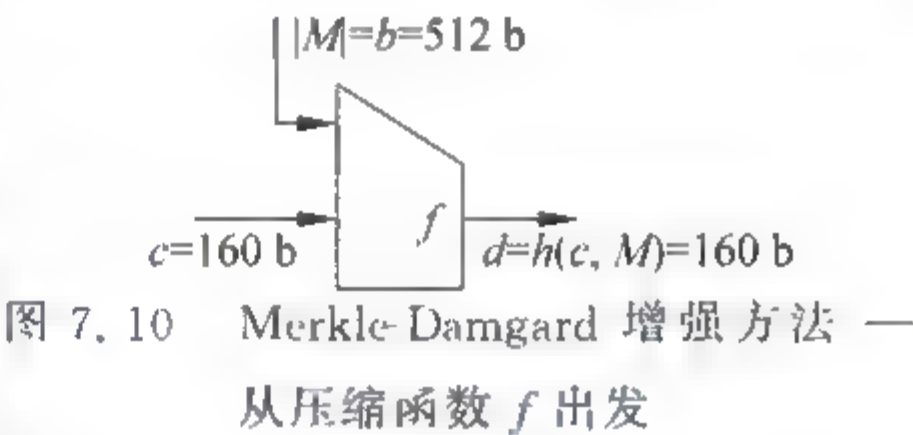 |M|=b=512 b
f
c=160 b
d=h(c, M)=160 b
图 7.10 Merkle-Damgard 增强方法 —
从压缩函数 f 出发